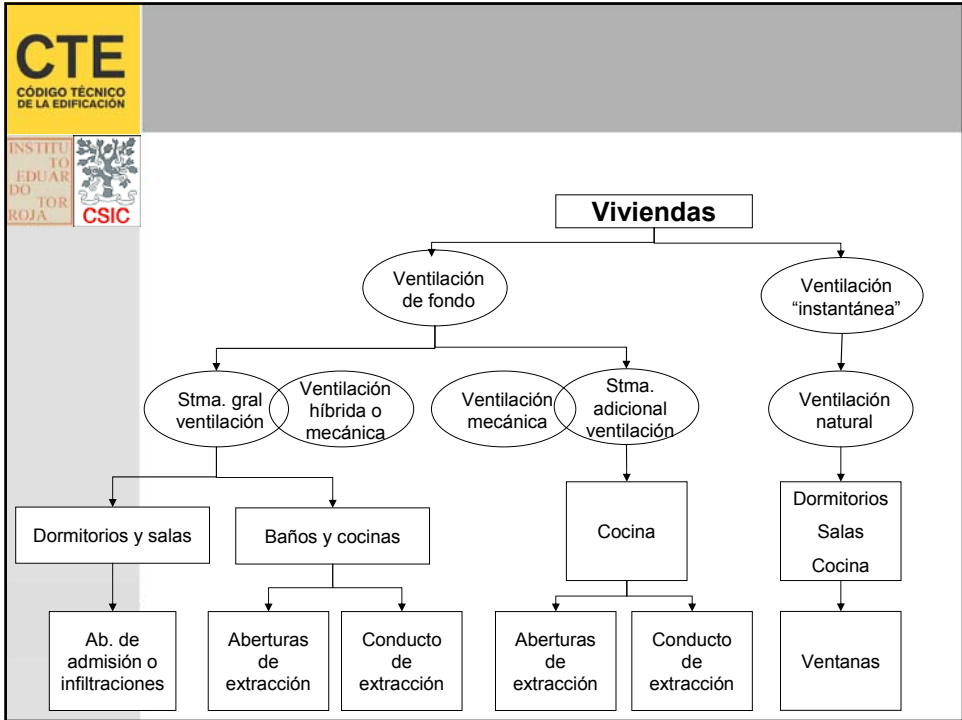 CTE
CÓDIGO TÉCNICO
DE LA EDIFICACIÓN
INSTITU
TO
EDUAR
DO
TOR
ROJA
CSIC
Viviendas
Ventilación
de fondo
Ventilación
“instantánea”
Stma. gral
ventilación
Ventilación
híbrida o
mecánica
Ventilación
mecánica
Stma.
adicional
ventilación
Ventilación
natural
Dormitorios y salas
Baños y cocinas
Cocina
Dormitorios
Salas
Cocina
Ab. de
admisión o
infiltraciones
Aberturas
de
extracción
Conducto
de
extracción
Aberturas
de
extracción
Conducto
de
extracción
Ventanas